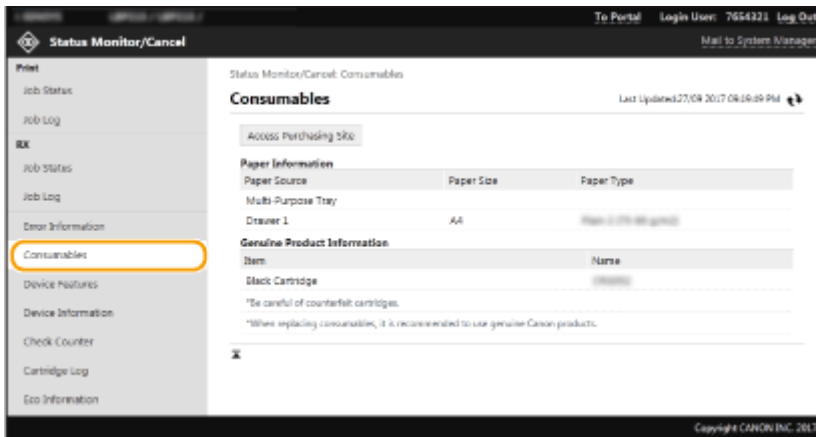 To Portal Login User: 7654321 Log Out
Status Monitor/Cancel
Mail to System Manager
Print
Job Status
Job Log
RX
Job Status
Job Log
Error Information
Consumables
Device Features
Device Information
Check Counter
Cartridge Log
Eco Information
Status Monitor/Cancel: Consumables
Consumables
Last Updated:27/09 2017 09:49:49 PM
Access Purchasing Site
Paper Information
Paper Source Paper Size Paper Type
Multi-Purpose Tray
Drawer 1 A4
Genuine Product Information
Item Name
Black Cartridge
*Be careful of counterfeit cartridges.
*When replacing consumables, it is recommended to use genuine Canon products.
Copyright CANON INC. 2017